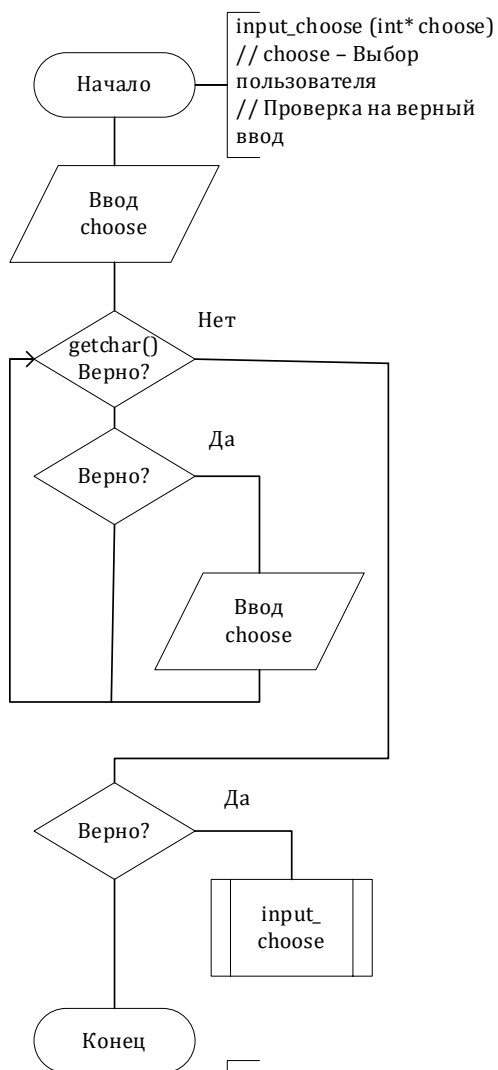 input_choose (int* choose)
// choose – Выбор
пользователя
// Проверка на верный
ввод
Начало
Ввод
choose
Нет
getchar()
Верно?
Да
Верно?
Ввод
choose
Да
Верно?
input_
choose
Конец